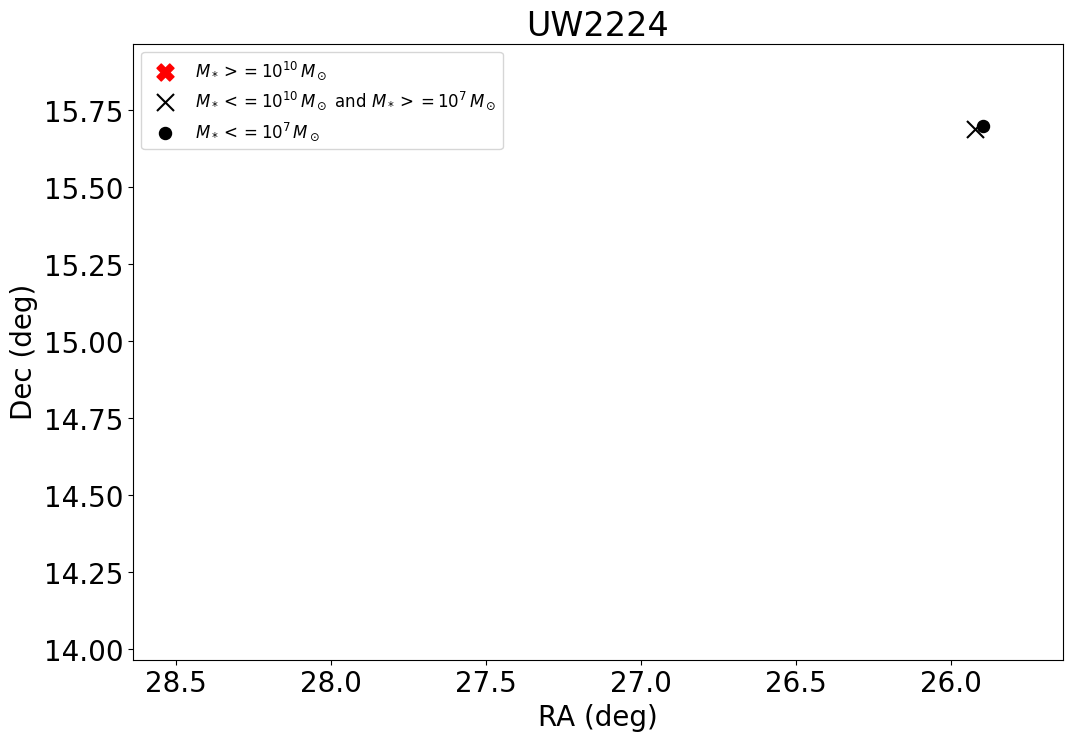 UW2224
M* >= 10^10 M⊙
M* <= 10^10 M⊙ and M* >= 10^7 M⊙
M* <= 10^7 M⊙
15.75
15.50
15.25
15.00
14.75
14.50
14.25
14.00
Dec (deg)
28.5 28.0 27.5 27.0 26.5 26.0
RA (deg)